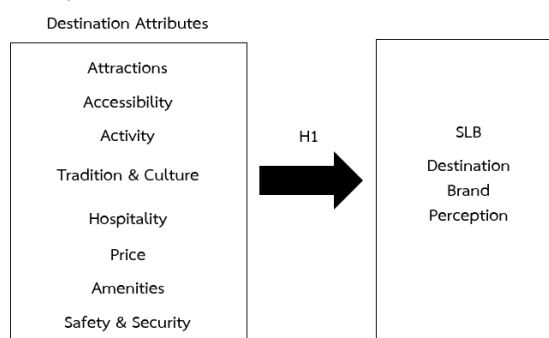 Destination Attributes
Attractions
Accessibility
Activity
Tradition & Culture
Hospitality
Price
Amenities
Safety & Security
H1
SLB
Destination
Brand
Perception